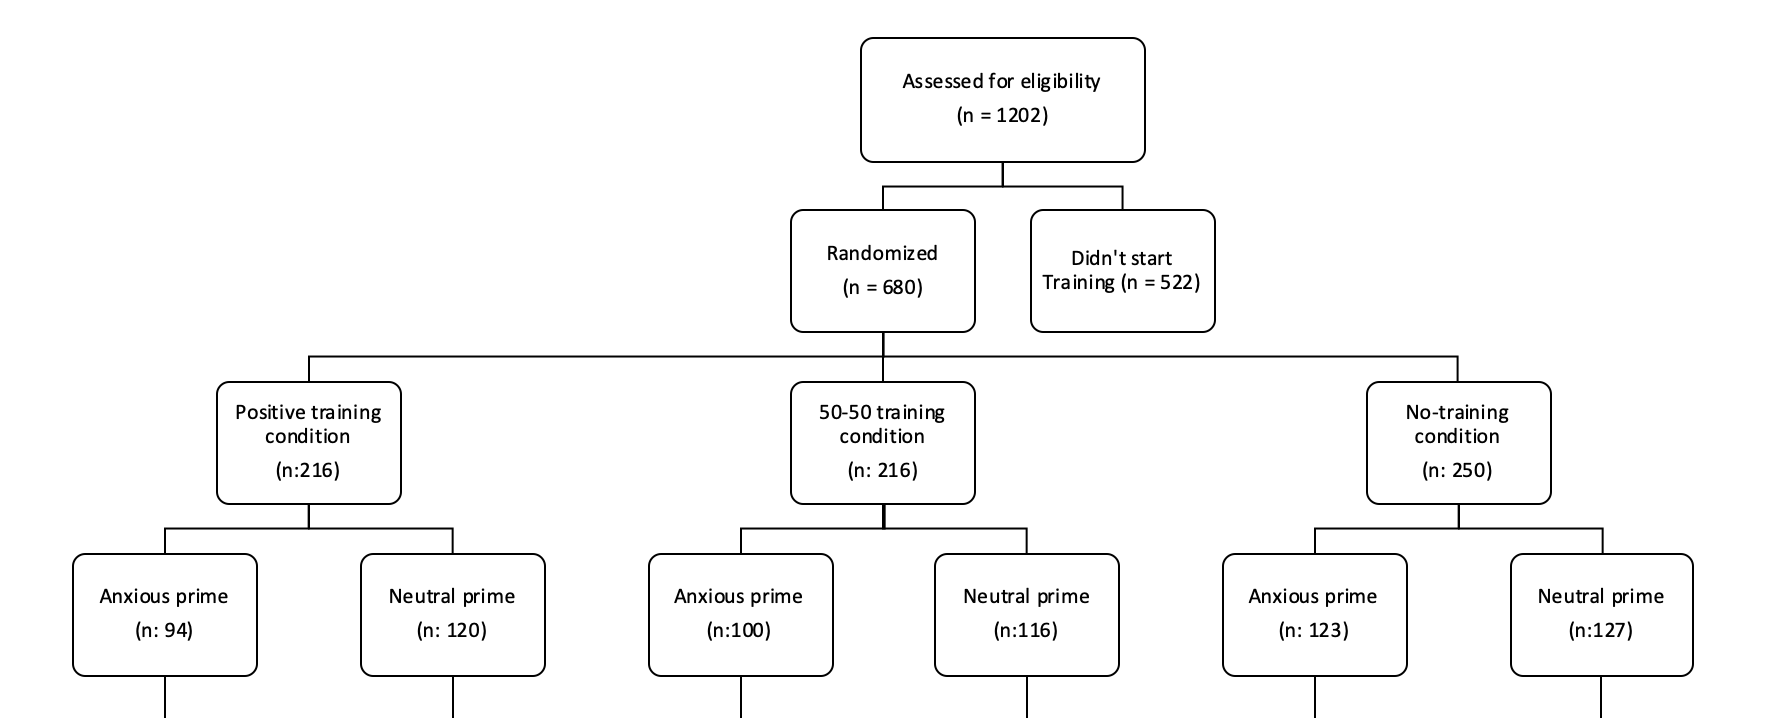 Assessed for eligibility
(n = 1202)
Randomized
(n = 680)
Didn't start
Training (n = 522)
Positive training
condition
(n:216)
50-50 training
condition
(n: 216)
No-training
condition
(n: 250)
Anxious prime
(n: 94)
Neutral prime
(n: 120)
Anxious prime
(n:100)
Neutral prime
(n:116)
Anxious prime
(n: 123)
Neutral prime
(n:127)